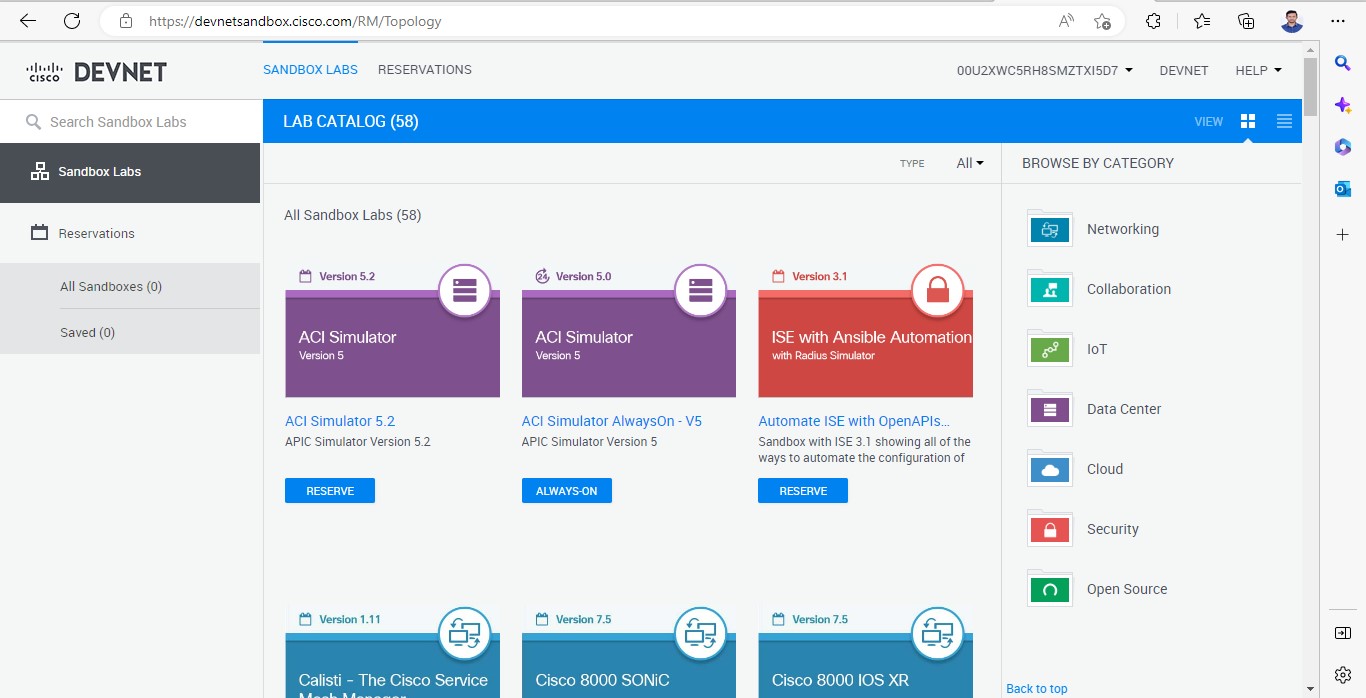 https://devnetsandbox.cisco.com/RM/Topology
cisco DEVNET
SANDBOX LABS
RESERVATIONS
00U2XWC5RH8SMZTXI5D7
DEVNET
HELP
Search Sandbox Labs
LAB CATALOG (58)
VIEW
Sandbox Labs
Reservations
All Sandboxes (0)
Saved (0)
TYPE
All
All Sandbox Labs (58)
Version 5.2
ACI Simulator
Version 5
ACI Simulator 5.2
APIC Simulator Version 5.2
RESERVE
24
Version 5.0
ACI Simulator
Version 5
ACI Simulator AlwaysOn - V5
APIC Simulator Version 5
ALWAYS-ON
Version 3.1
ISE with Ansible Automation
with Radius Simulator
Automate ISE with OpenAPIs...
Sandbox with ISE 3.1 showing all of the
ways to automate the configuration of
RESERVE
Version 1.11
Calisti – The Cisco Service
Mesh Manager
Version 7.5
Cisco 8000 SONiC
Version 7.5
Cisco 8000 IOS XR
BROWSE BY CATEGORY
Networking
Collaboration
IoT
Data Center
Cloud
Security
Open Source
Back to top